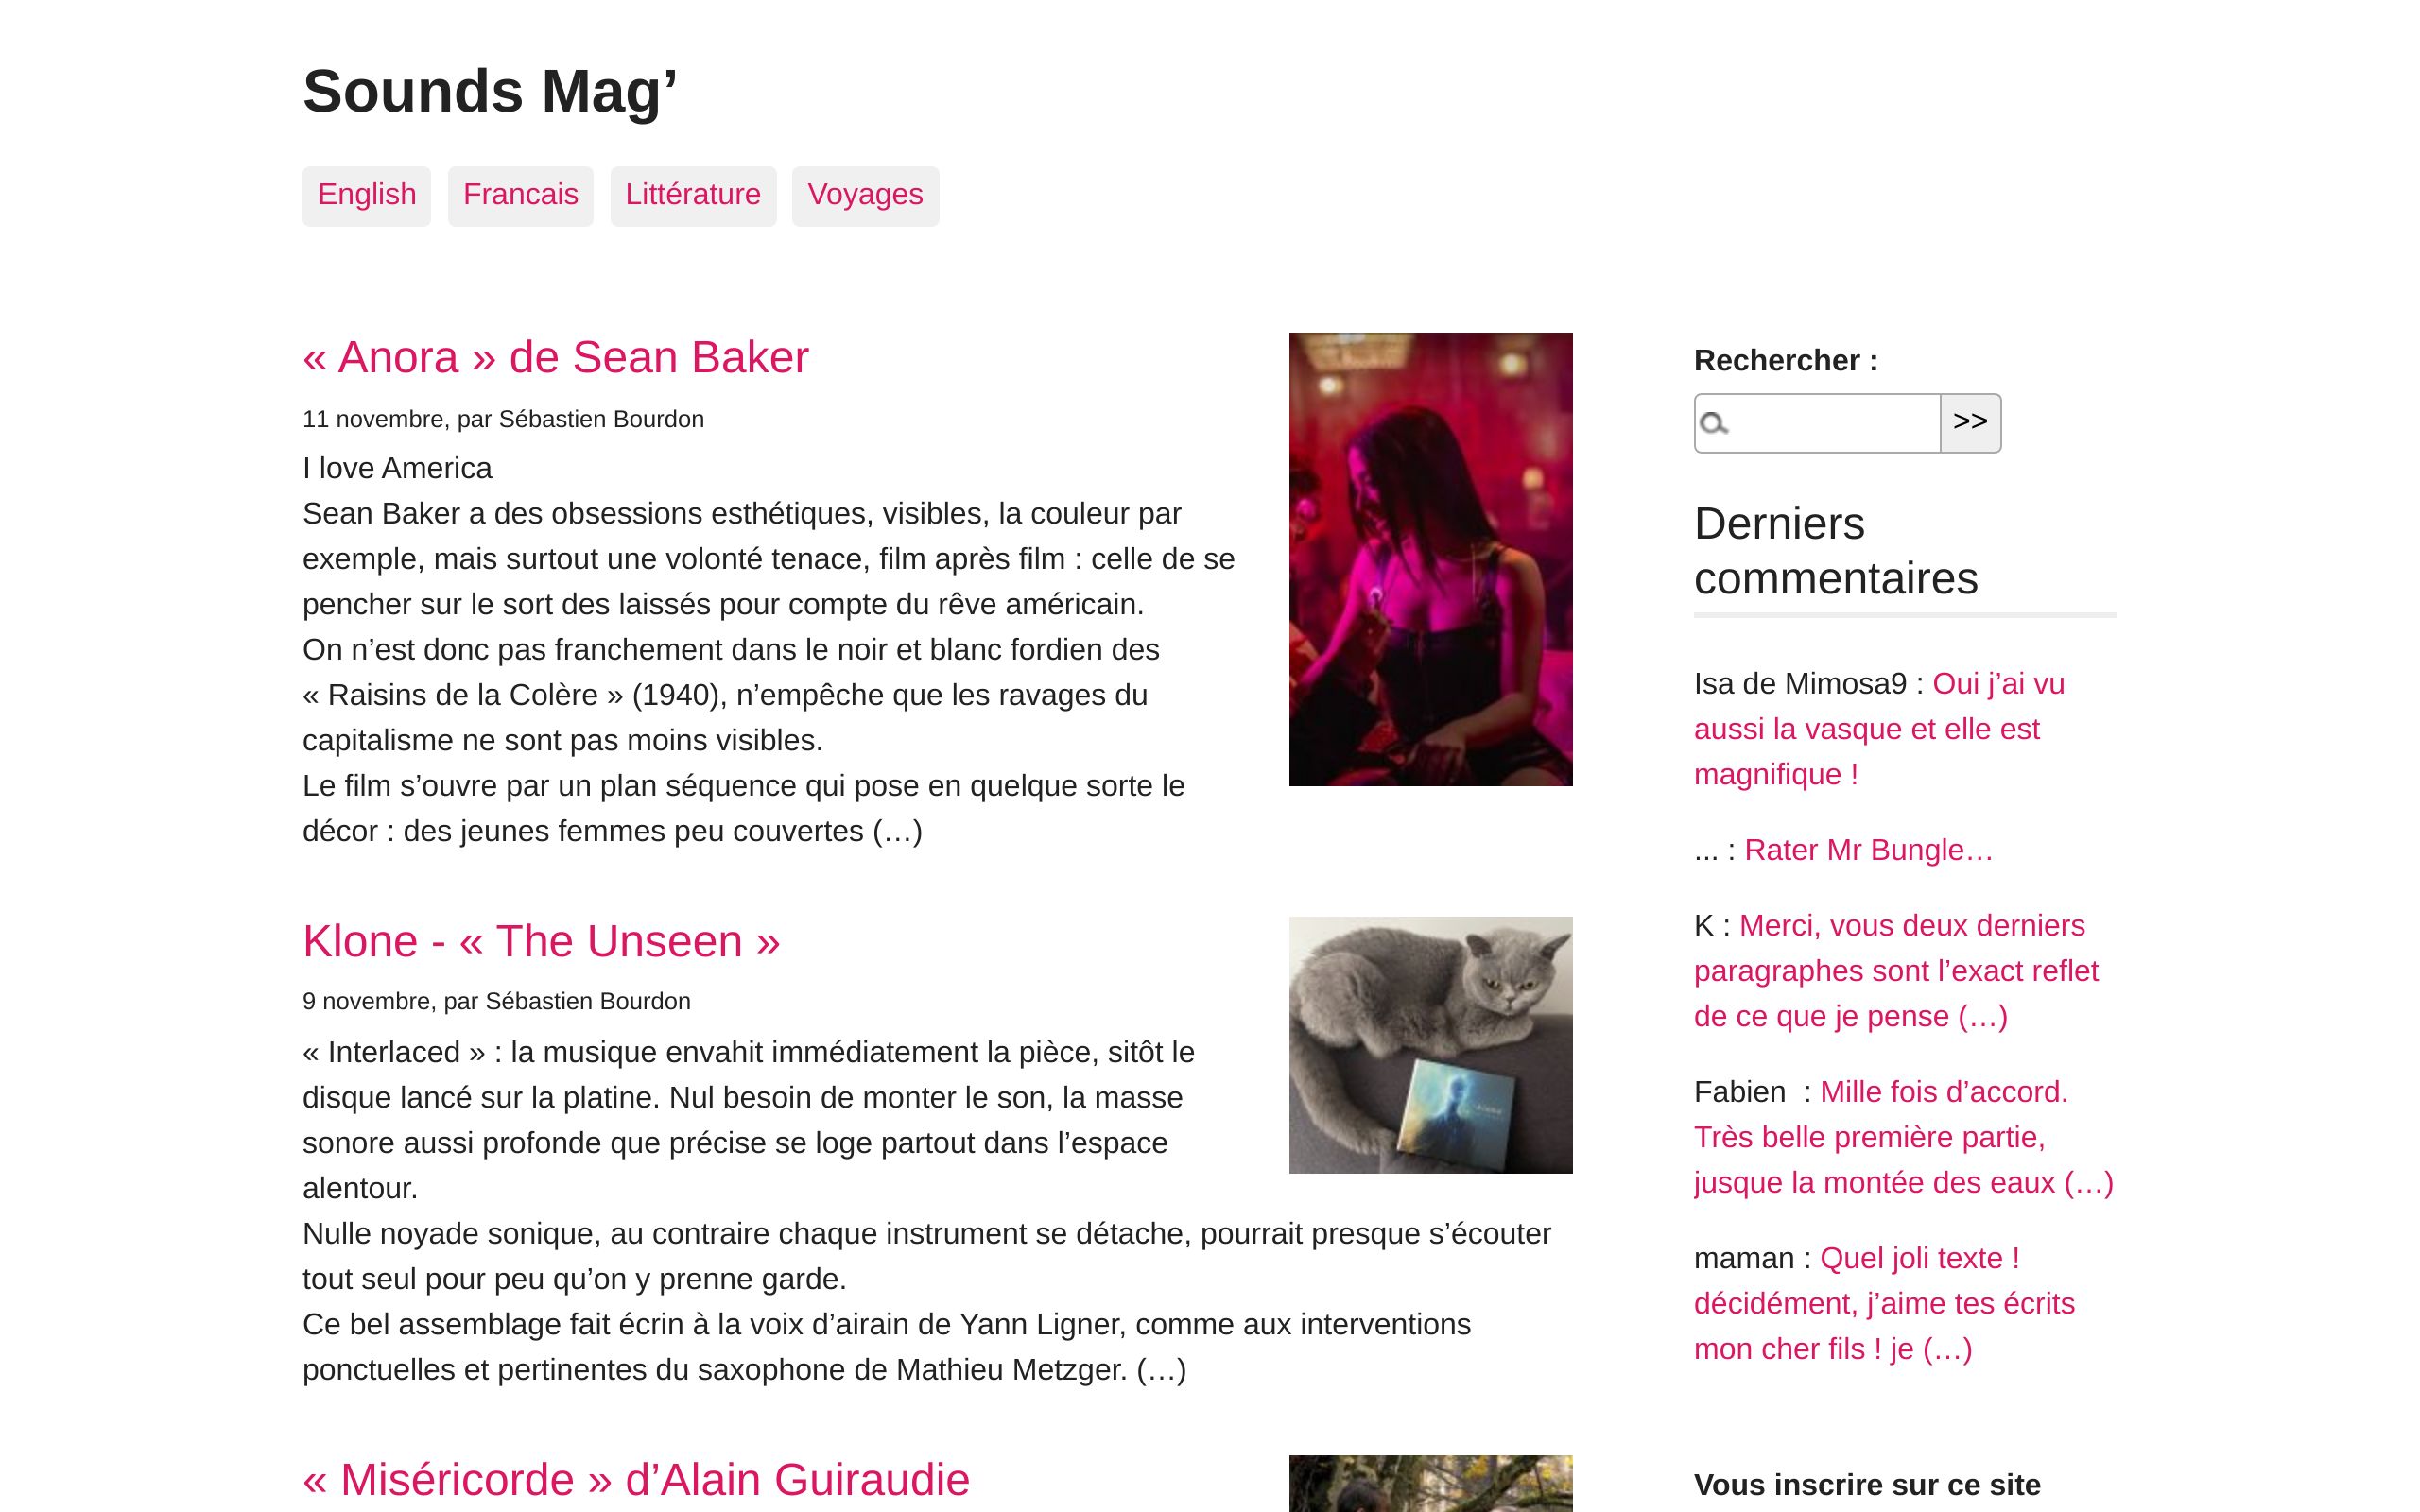 Sounds Mag’
English
Francais
Littérature
Voyages
« Anora » de Sean Baker
11 novembre, par Sébastien Bourdon
I love America
Sean Baker a des obsessions esthétiques, visibles, la couleur par
exemple, mais surtout une volonté tenace, film après film : celle de se
pencher sur le sort des laissés pour compte du rêve américain.
On n’est donc pas franchement dans le noir et blanc fordien des
« Raisins de la Colère » (1940), n’empêche que les ravages du
capitalisme ne sont pas moins visibles.
Le film s’ouvre par un plan séquence qui pose en quelque sorte le
décor : des jeunes femmes peu couvertes (…)
Klone - « The Unseen »
9 novembre, par Sébastien Bourdon
« Interlaced » : la musique envahit immédiatement la pièce, sitôt le
disque lancé sur la platine. Nul besoin de monter le son, la masse
sonore aussi profonde que précise se loge partout dans l’espace
alentour.
Nulle noyade sonique, au contraire chaque instrument se détache, pourrait presque s’écouter
tout seul pour peu qu’on y prenne garde.
Ce bel assemblage fait écrin à la voix d’airain de Yann Ligner, comme aux interventions
ponctuelles et pertinentes du saxophone de Mathieu Metzger. (…)
« Miséricorde » d’Alain Guiraudie
Rechercher :
>>
Derniers
commentaires
Isa de Mimosa9 : Oui j’ai vu
aussi la vasque et elle est
magnifique !
... : Rater Mr Bungle…
K : Merci, vous deux derniers
paragraphes sont l’exact reflet
de ce que je pense (…)
Fabien  : Mille fois d’accord.
Très belle première partie,
jusque la montée des eaux (…)
maman : Quel joli texte !
décidément, j’aime tes écrits
mon cher fils ! je (…)
Vous inscrire sur ce site